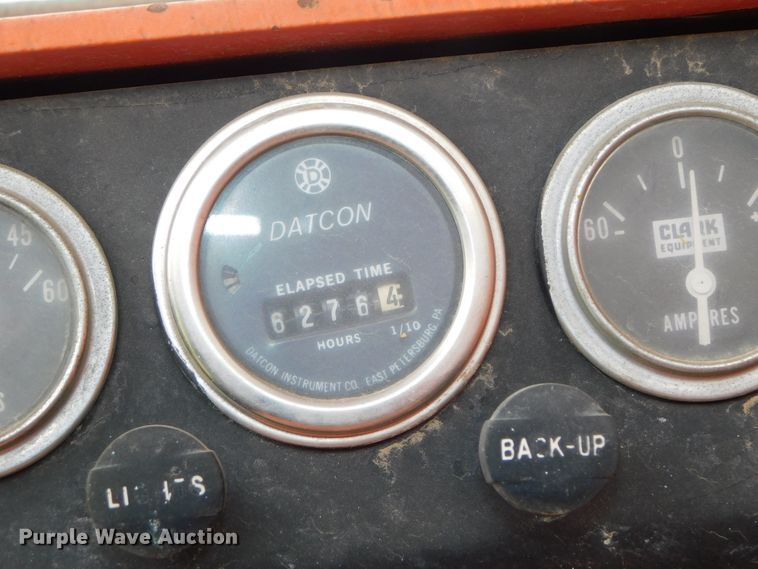 45
60
S
D
DATCON
ELAPSED TIME
62764
HOURS 1/10
DATCON INSTRUMENT CO. EAST PETERSBURG, PA
0
60 -
CLARK
EQUIPMENT
AMPERES
LIGHTS
BACK-UP
Purple Wave Auction